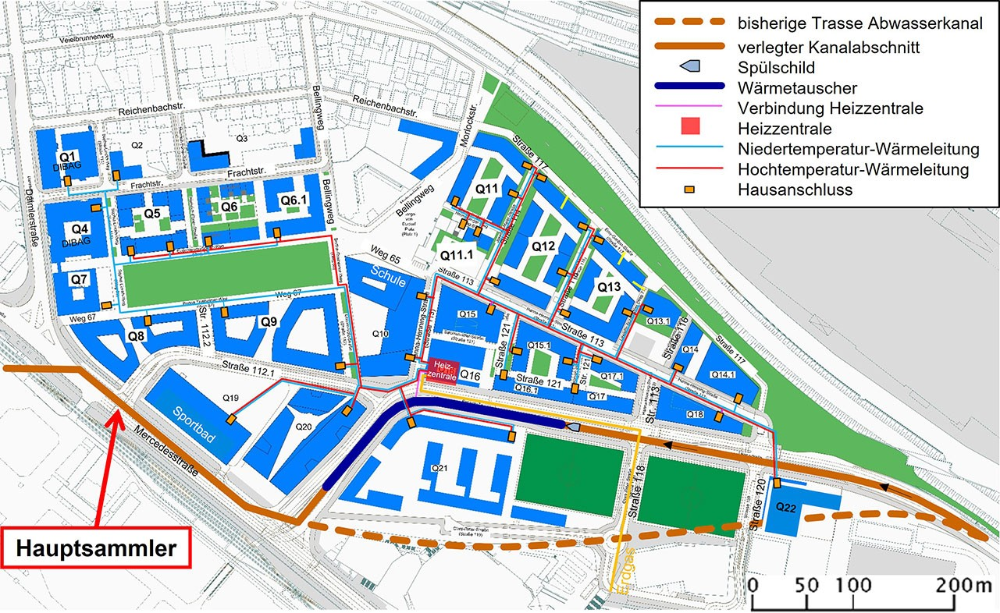 bisherige Trasse Abwasserkanal
verlegter Kanalabschnitt
Spülschild
Wärmetauscher
Verbindung Heizzentrale
Heizzentrale
Niedertemperatur-Wärmeleitung
Hochtemperatur-Wärmeleitung
Hausanschluss
Veielbrunnenweg
Reichenbachstr.
Reichenbachstr.
Bellingweg
Morlockstr.
Straße 117
Q1
DIBAG
Q2
Q3
Frachtstr.
Frachtstr.
Daimlerstraße
Q4
DIBAG
Q5
Q6
Q6.1
Bellingweg
Bellingweg
Q11
Q11.1
Q12
Q13
Q13.1
Q7
Weg 67
Weg 67
Q8
Str. 112.2
Q9
Weg 65
Schule
Q10
Straße 113
Straße 113
Q15
Straße 121
Q15.1
Straße 121
Q16.1
Str. 121
Q17.1
Q17
Straße 116
Q14
Q14.1
Straße 117
Q18
Str. 113
Heiz-
zentrale
Q16
Straße 112.1
Q19
Sportbad
Q20
Mercedesstraße
Q21
Straße 118
Straße 120
Q22
Erdgas
Hauptsammler
0 50 100 200m